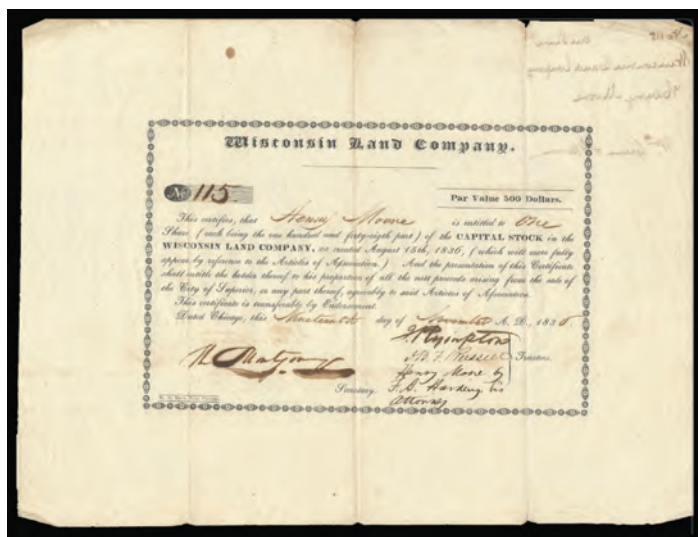 Wisconsin Land Company.
No 115
Par Value 500 Dollars.
This certifies, that Henry Moore is entitled to One
Share (each being the one hundred and forty-sixth part) of the CAPITAL STOCK in the
WISCONSIN LAND COMPANY, as created August 15th, 1836, (which will more fully
appear by reference to the Articles of Association.) And the presentation of this Certificate
shall entitle the holder thereof to his proportion of all the nett proceeds arising from the sale of
the City of Superior, or any part thereof, agreeably to said Articles of Association.
This certificate is transferable by Endorsement.
Dated Chicago, this Nineteenth day of November A. D., 1836.
B. F. Russell
Trustees.
Henry Moore by
Secretary.
F. A. Harding his
Attorney